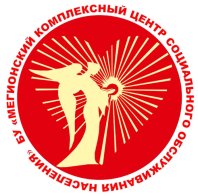 БУ «МЕГИОНСКИЙ КОМПЛЕКСНЫЙ ЦЕНТР СОЦИАЛЬНОГО ОБСЛУЖИВАНИЯ НАСЕЛЕНИЯ»